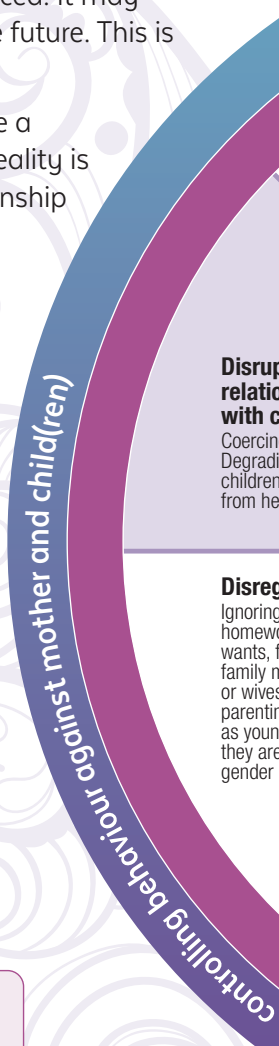 ced. It may
e future. This is
e a
eality is
nship
controlling behaviour against mother and child(ren)
Disrup
relatio
with c
Coercin
Degradi
children
from he
Disreg
Ignoring
homewo
wants, f
family n
or wives
parentin
as youn
they are
gender